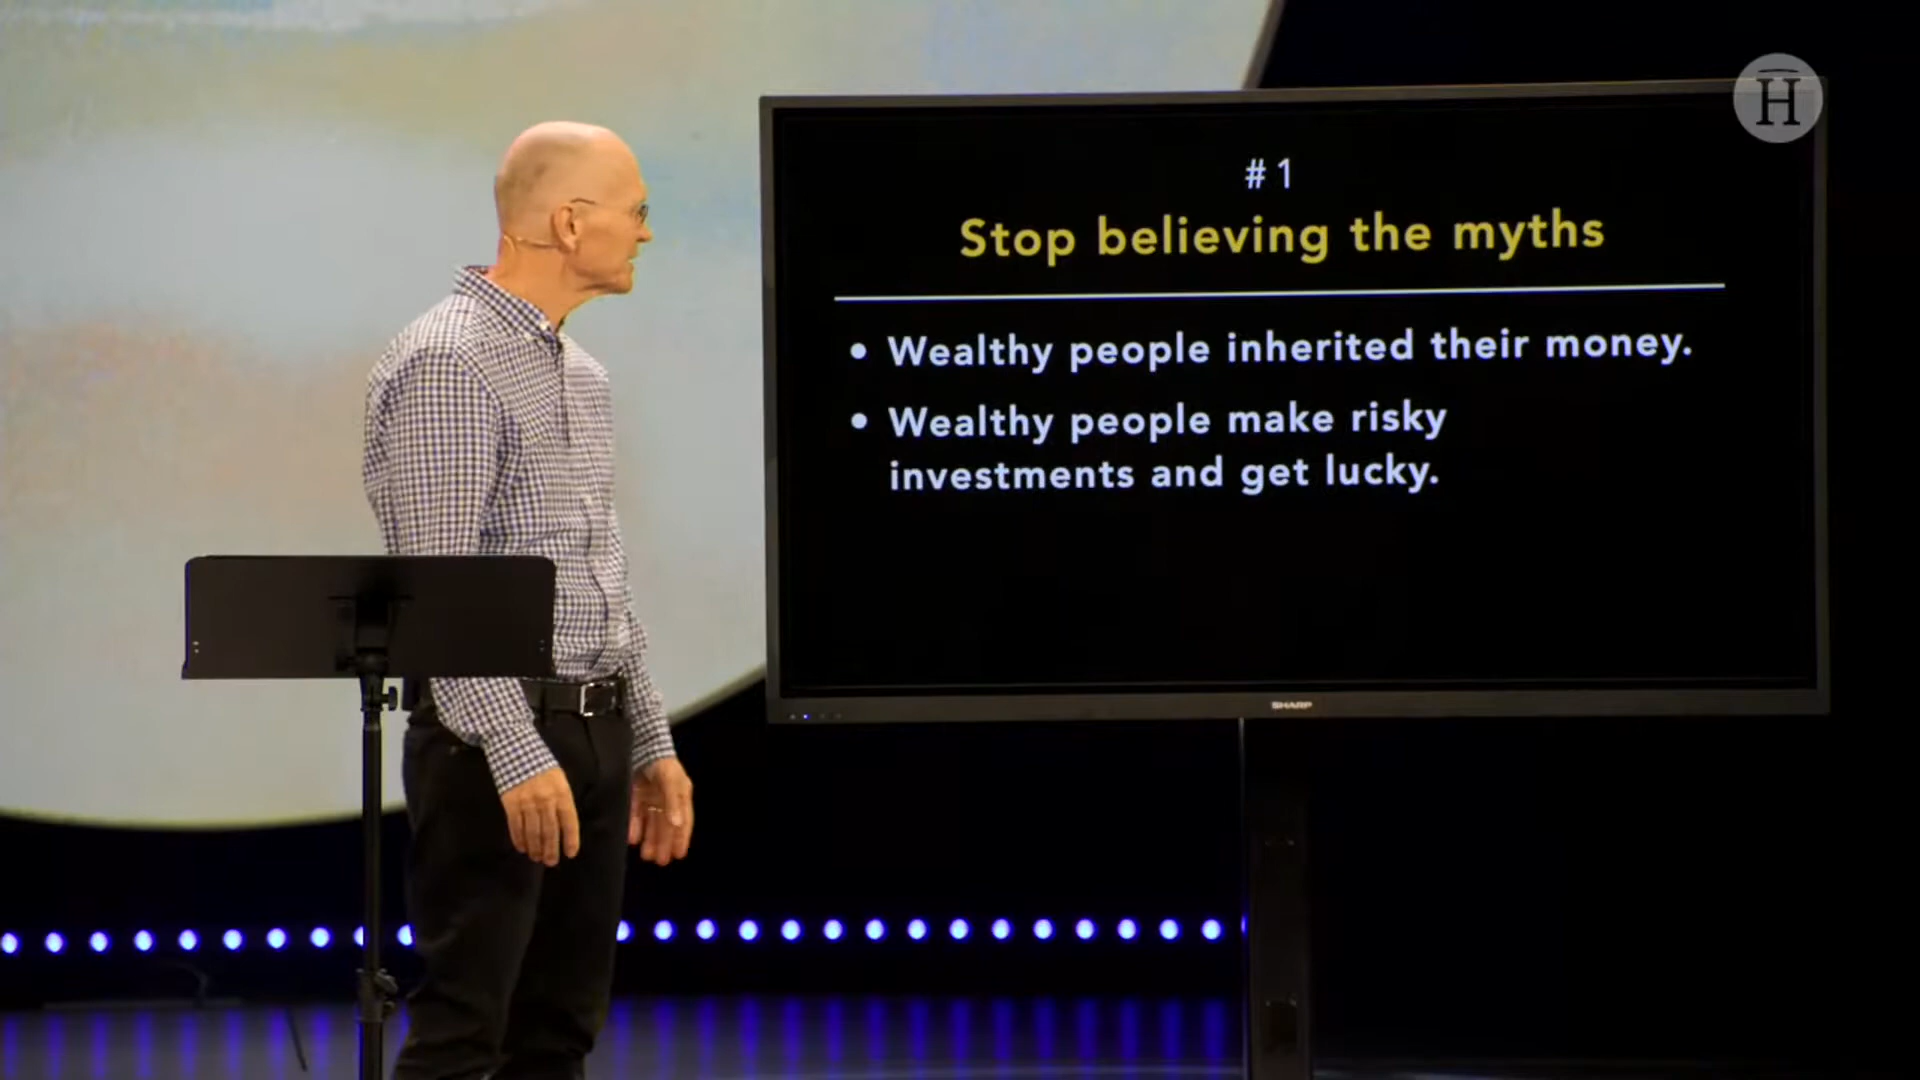 H
# 1
Stop believing the myths
• Wealthy people inherited their money.
• Wealthy people make risky
investments and get lucky.
SHARP